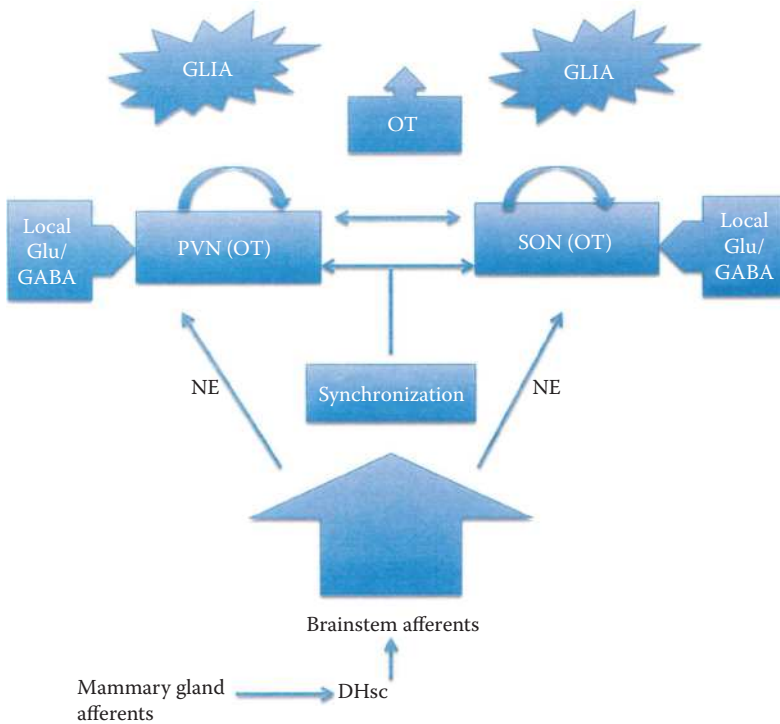 GLIA
GLIA
OT
Local
Glu/
GABA
PVN (OT)
SON (OT)
Local
Glu/
GABA
NE
Synchronization
NE
Brainstem afferents
Mammary gland
afferents
DHsc